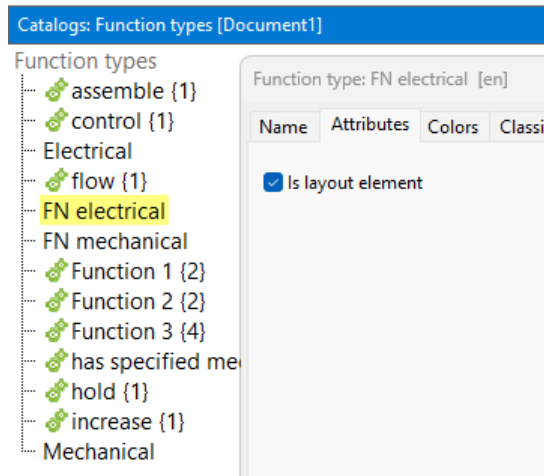 Catalogs: Function types [Document1]
Function types
assemble {1}
control {1}
Electrical
flow {1}
FN electrical
FN mechanical
Function 1 {2}
Function 2 {2}
Function 3 {4}
has specified me
hold {1}
increase {1}
Mechanical
Function type: FN electrical [en]
Name Attributes Colors Classi
Is layout element